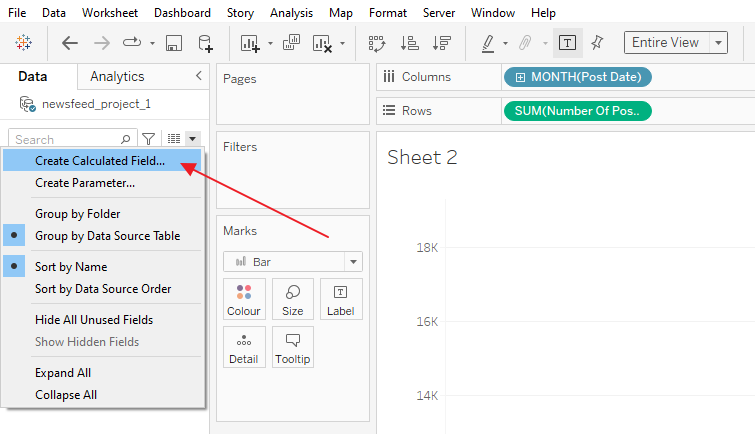 File Data Worksheet Dashboard Story Analysis Map Format Server Window Help
Entire View
Data Analytics
newsfeed_project_1
Search
Create Calculated Field...
Create Parameter...
Group by Folder
Group by Data Source Table
Sort by Name
Sort by Data Source Order
Hide All Unused Fields
Show Hidden Fields
Expand All
Collapse All
Pages
Filters
Marks
Bar
Colour Size Label
Detail Tooltip
Columns MONTH(Post Date)
Rows SUM(Number Of Pos..
Sheet 2
18K
16K
14K